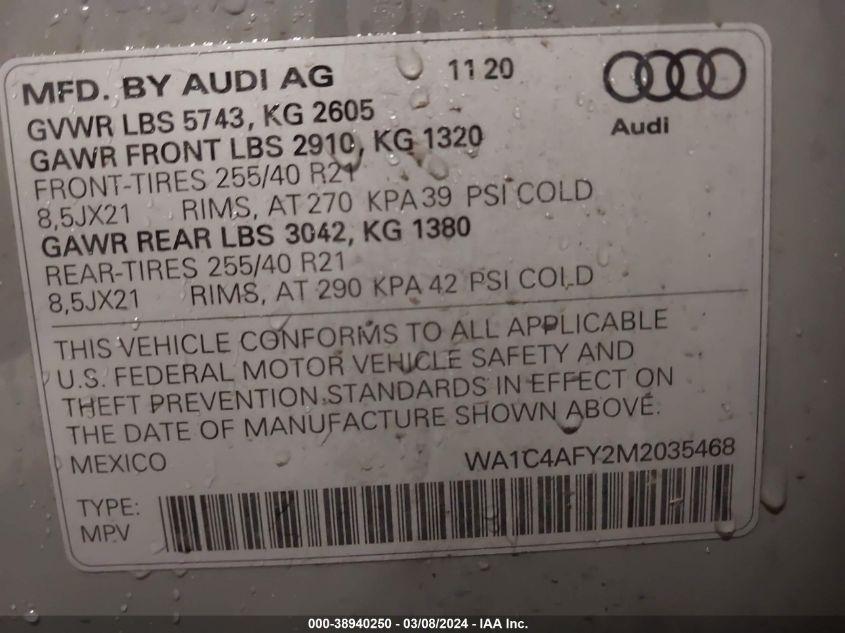 MFD. BY AUDI AG 11 20
Audi
GVWR LBS 5743, KG 2605
GAWR FRONT LBS 2910, KG 1320
FRONT-TIRES 255/40 R21
8,5JX21 RIMS, AT 270 KPA 39 PSI COLD
GAWR REAR LBS 3042, KG 1380
REAR-TIRES 255/40 R21
8,5JX21 RIMS, AT 290 KPA 42 PSI COLD
THIS VEHICLE CONFORMS TO ALL APPLICABLE
U.S. FEDERAL MOTOR VEHICLE SAFETY AND
THEFT PREVENTION STANDARDS IN EFFECT ON
THE DATE OF MANUFACTURE SHOWN ABOVE.
MEXICO WA1C4AFY2M2035468
TYPE:
MPV
000-38940250 - 03/08/2024 - IAA Inc.